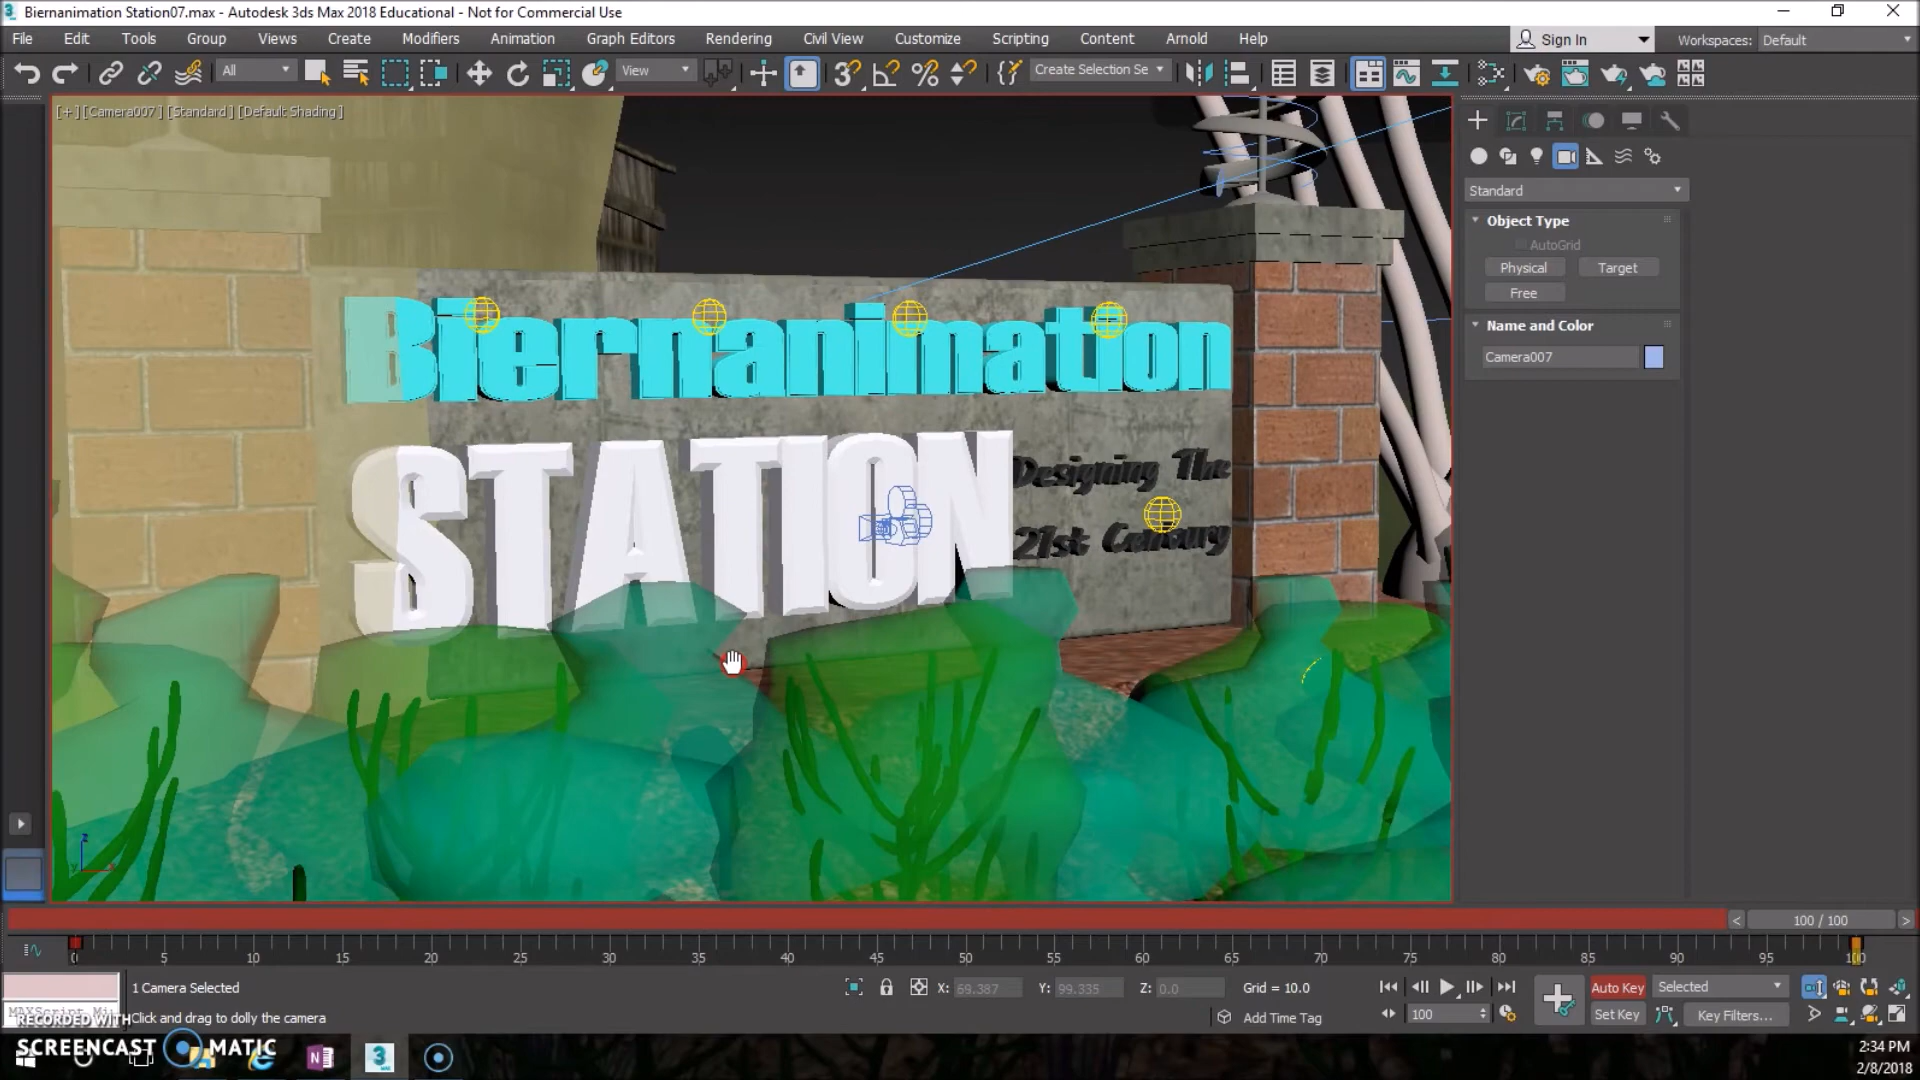 Biernanimation Station07.max - Autodesk 3ds Max 2018 Educational - Not for Commercial Use
File Edit Tools Group Views Create Modifiers Animation Graph Editors Rendering Civil View Customize Scripting Content Arnold Help
Sign In
Workspaces: Default
All
View
Create Selection Se
[+] [Camera007] [Standard] [Default Shading]
Biernanimation
STATION
Designing The
21st Century
Standard
Object Type
AutoGrid
Physical Target
Free
Name and Color
Camera007
< 100 / 100 >
0 5 10 15 20 25 30 35 40 45 50 55 60 65 70 75 80 85 90 95 100
1 Camera Selected
X: 69.387 Y: 99.335 Z: 0.0 Grid = 10.0
Auto Key Selected
Click and drag to dolly the camera
Add Time Tag
100
Set Key Key Filters...
RECORDED WITH
SCREENCAST MATIC
2:34 PM
2/8/2018